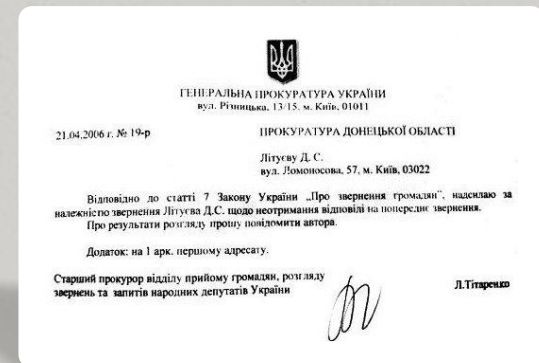 ГЕНЕРАЛЬНА ПРОКУРАТУРА УКРАЇНИ
вул. Різницька, 13/15, м. Київ, 01011
21.04.2006 г. № 19-р
ПРОКУРАТУРА ДОНЕЦЬКОЇ ОБЛАСТІ
Літуєву Д. С.
вул. Ломоносова, 57, м. Київ, 03022
Відповідно до статті 7 Закону України „Про звернення громадян", надсилаю за
належністю звернення Літуєва Д.С. щодо неотримання відповіді на попереднє звернення.
Про результати розгляду прошу повідомити автора.
Додаток: на 1 арк. першому адресату.
Старший прокурор відділу прийому громадян, розгляду
звернень та запитів народних депутатів України
Л.Тітаренко